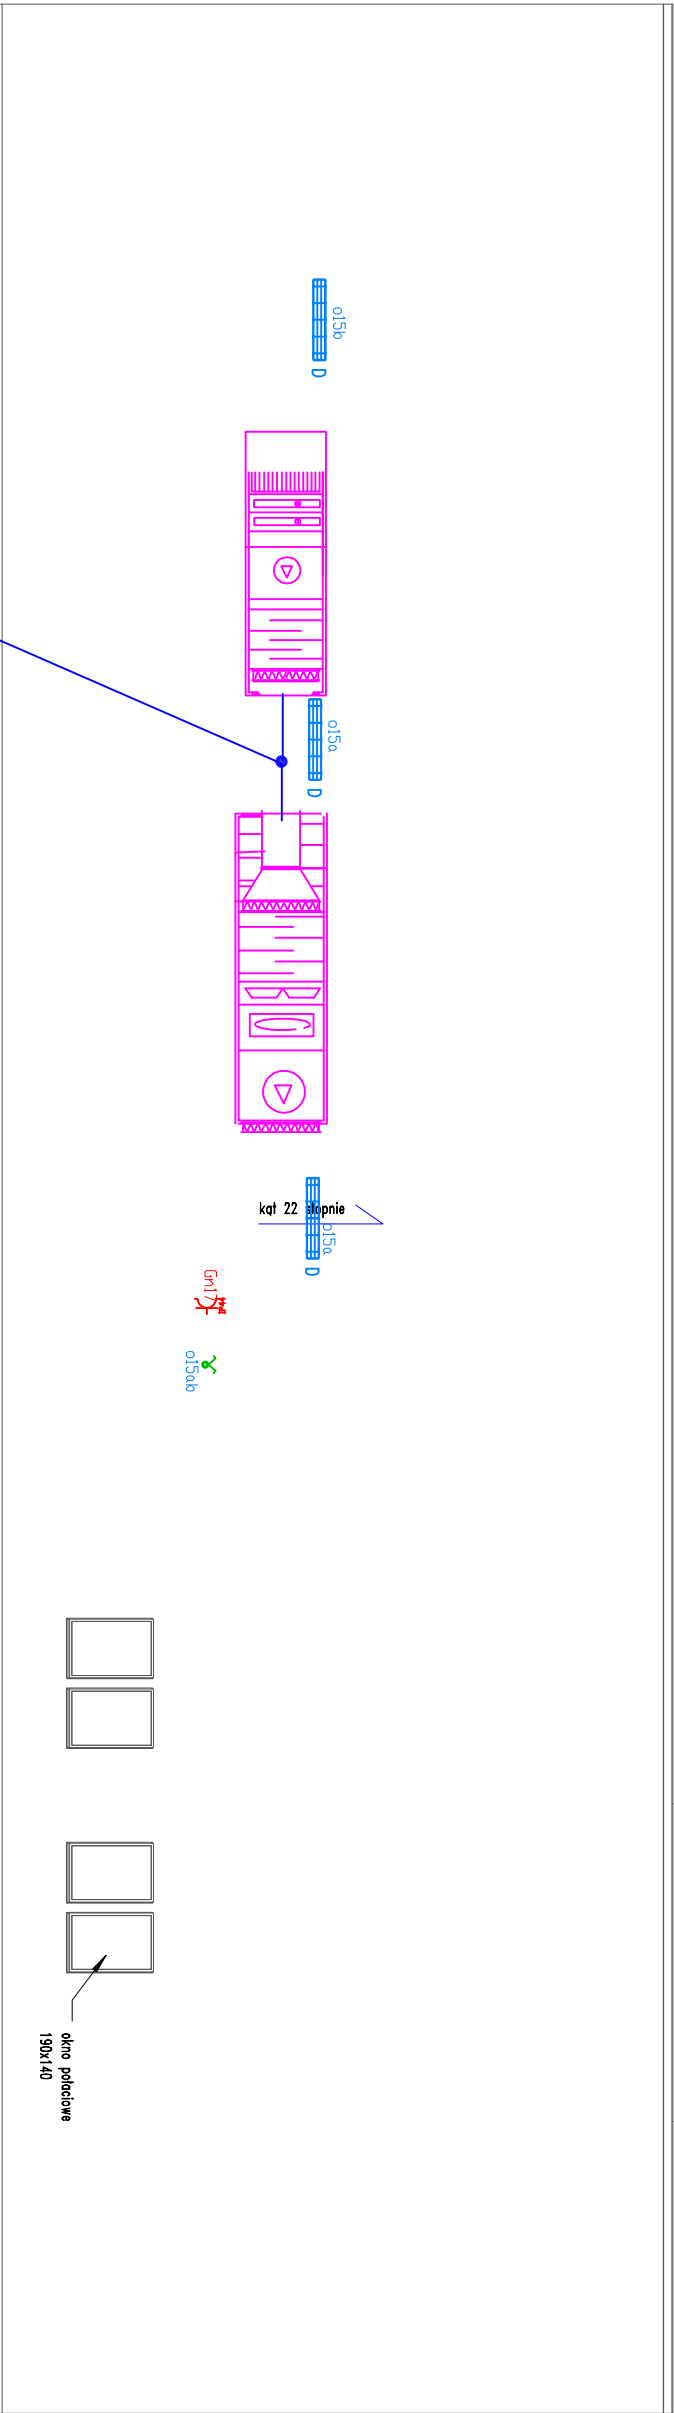 o15b
D
o15a
D
kąt 22 stopnie
o15a
D
Gn17
o15ab
okno połaciowe
190x140